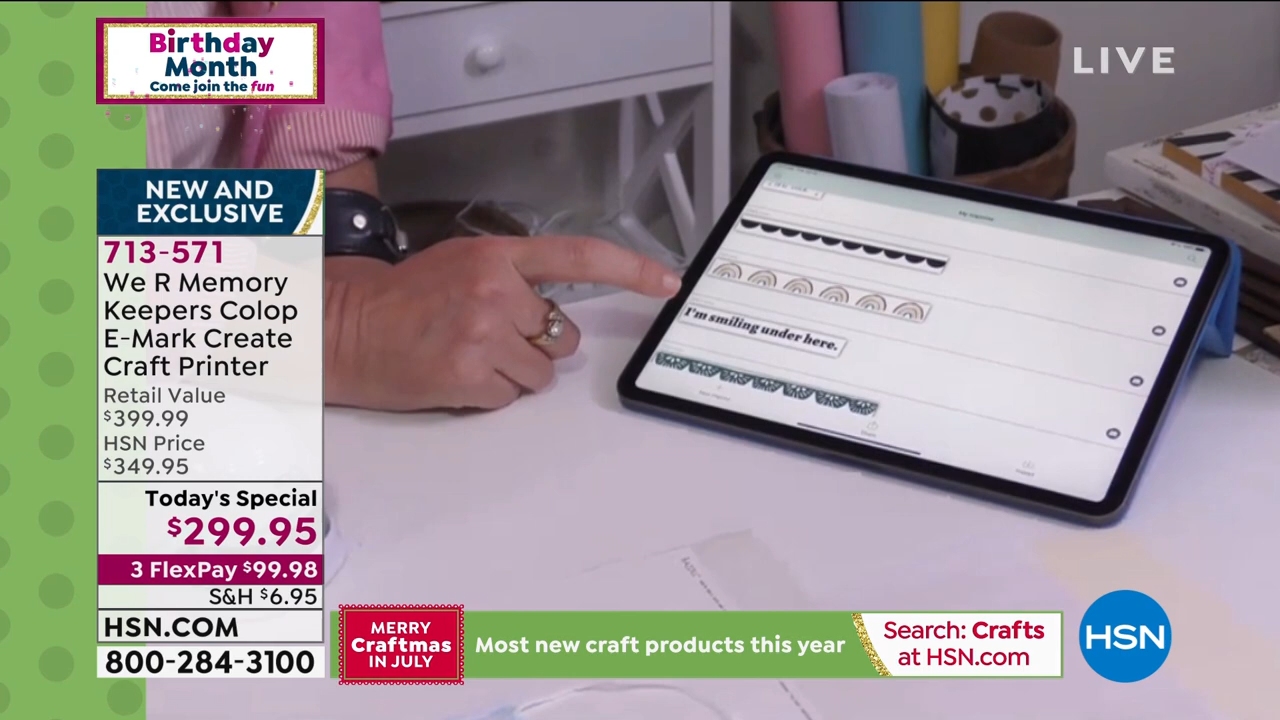 Birthday
Month
Come join the fun
LIVE
NEW AND
EXCLUSIVE
713-571
We R Memory
Keepers Colop
E-Mark Create
Craft Printer
Retail Value
$399.99
HSN Price
$349.95
Today's Special
$299.95
3 FlexPay $99.98
S&H $6.95
HSN.COM
800-284-3100
I'm smiling under here.
MERRY
Craftmas
IN JULY
Most new craft products this year
Search: Crafts
at HSN.com
HSN